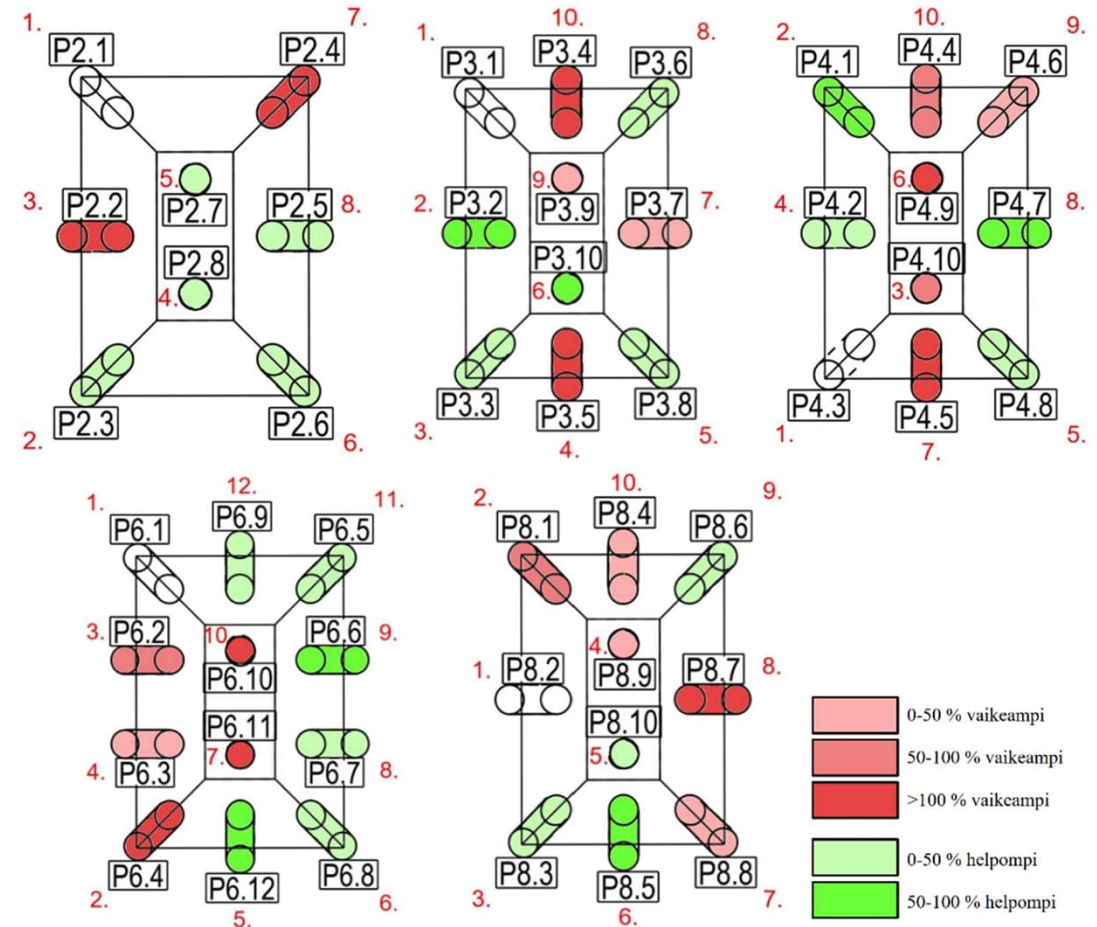 1.
7.
P2.1
P2.4
5.
P2.7
3.
P2.2
P2.5
8.
P2.8
4.
P2.3
P2.6
2.
6.
10.
1.
8.
P3.1
P3.4
P3.6
9.
P3.9
2.
P3.2
P3.7
7.
P3.10
6.
P3.3
P3.5
P3.8
3.
4.
5.
10.
2.
9.
P4.1
P4.4
P4.6
6.
P4.9
4.
P4.2
P4.7
8.
P4.10
3.
P4.3
P4.5
P4.8
1.
7.
5.
12.
1.
11.
P6.1
P6.9
P6.5
3.
P6.2
10.
P6.10
P6.6
9.
P6.11
4.
P6.3
7.
P6.7
8.
P6.4
P6.12
P6.8
2.
5.
6.
10.
2.
9.
P8.1
P8.4
P8.6
4.
P8.9
1.
P8.2
P8.7
8.
P8.10
5.
P8.3
P8.5
P8.8
3.
6.
7.
0-50 % vaikeampi
50-100 % vaikeampi
>100 % vaikeampi
0-50 % helpompi
50-100 % helpompi